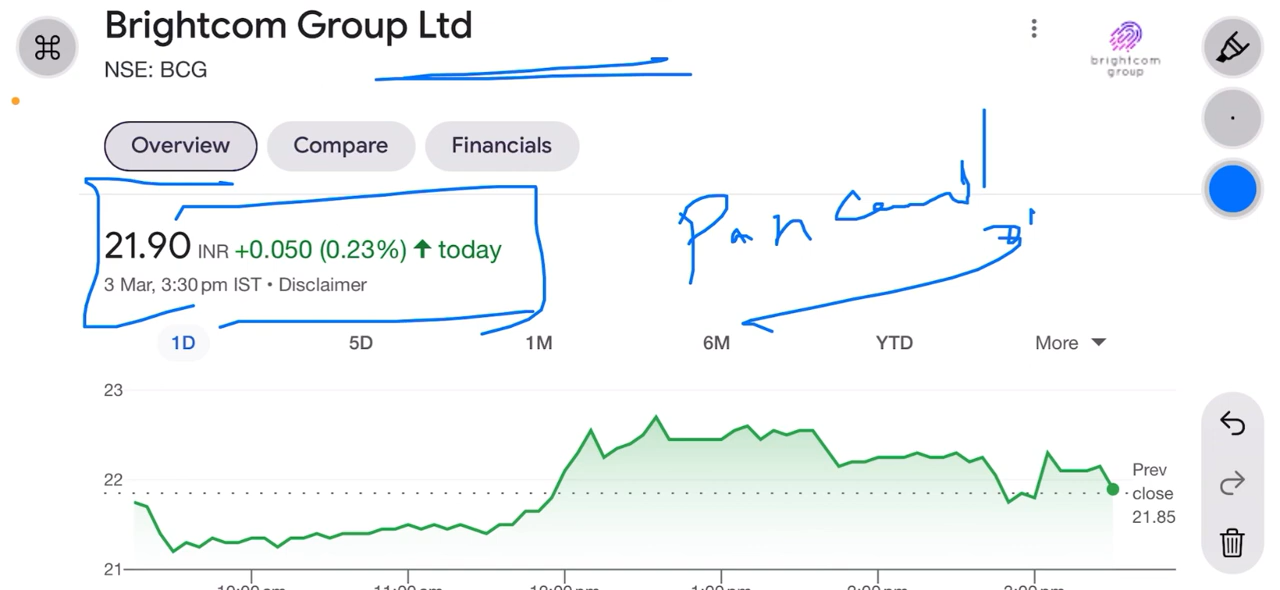 Brightcom Group Ltd
NSE: BCG
brightcom
group
Overview Compare Financials
21.90 INR +0.050 (0.23%) ↑ today
3 Mar, 3:30 pm IST • Disclaimer
Pan Card
1D 5D 1M 6M YTD More
23
22
21
Prev
close
21.85